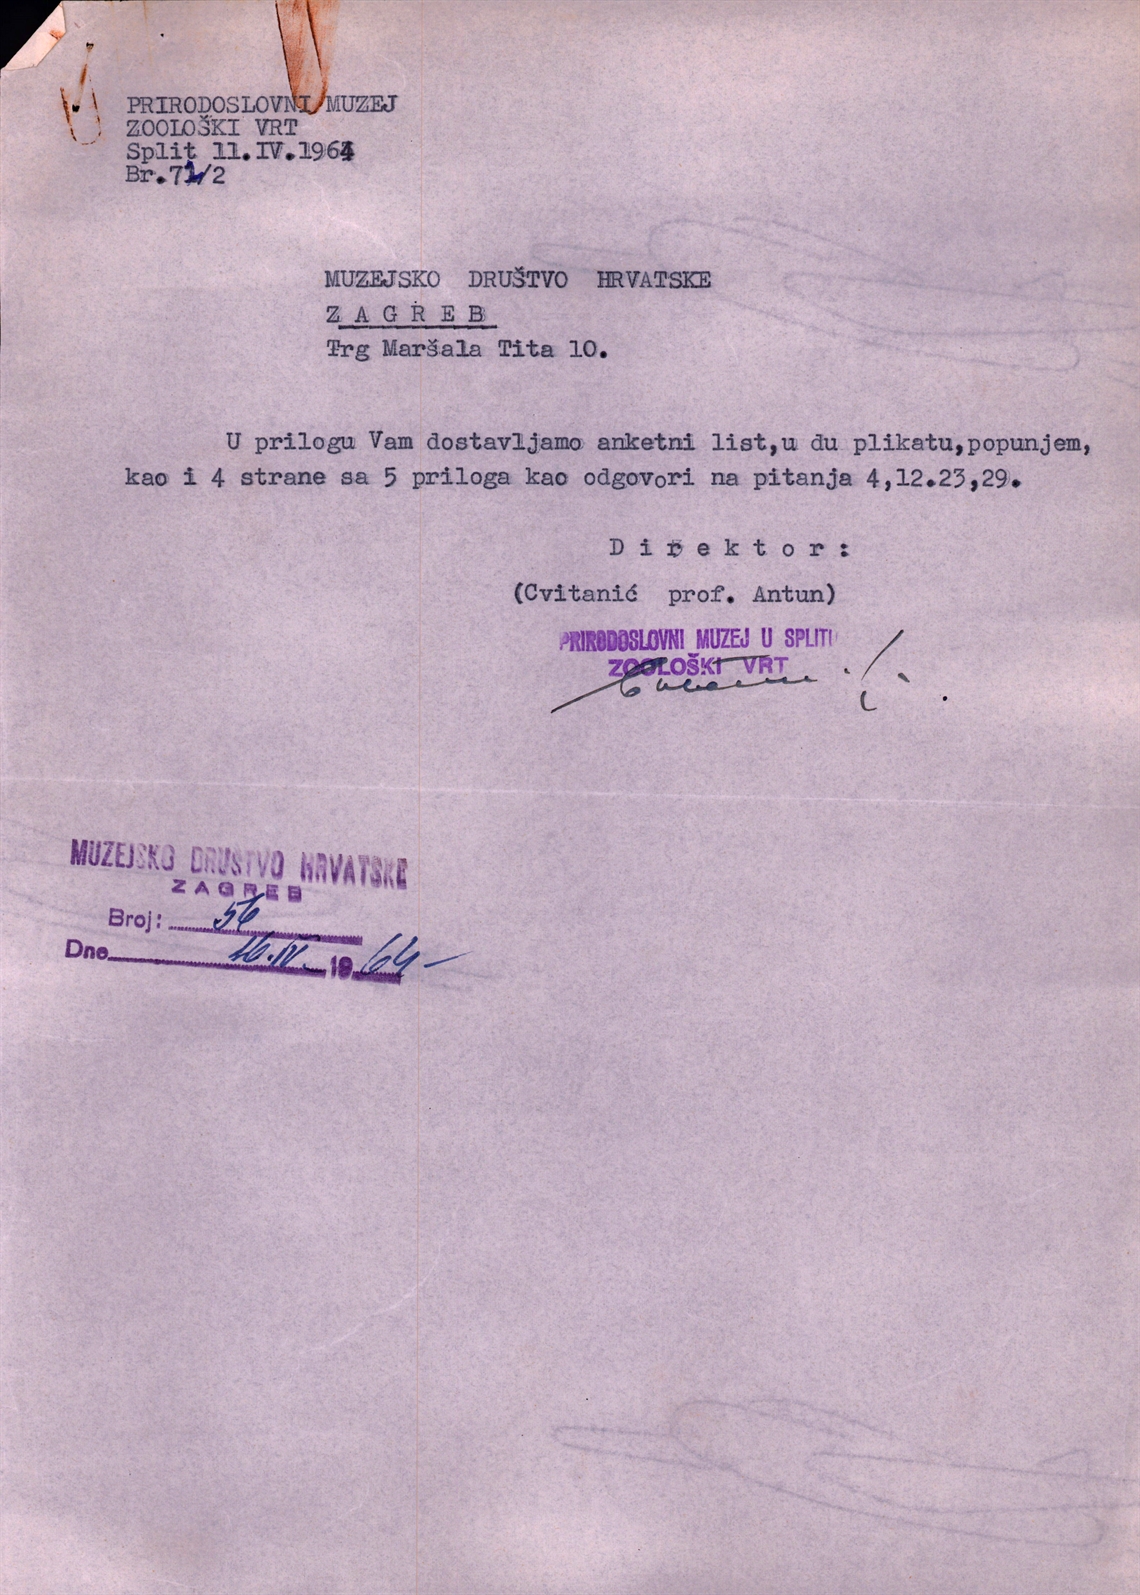 PRIRODOSLOVNI MUZEJ
ZOOLOŠKI VRT
Split 11.IV.1964
Br.71/2
MUZEJSKO DRUŠTVO HRVATSKE
Z A G R E B
Trg Maršala Tita 10.
U prilogu Vam dostavljamo anketni list,u du plikatu,popunjem,
kao i 4 strane sa 5 priloga kao odgovori na pitanja 4,12.23,29.
D i r e k t o r :
(Cvitanić prof. Antun)
PRIRODOSLOVNI MUZEJ U SPLITU
ZOOLOŠKI VRT
MUZEJSKO DRUŠTVO HRVATSKE
ZAGREB
Broj: 56
Dne 16.IV. 1964